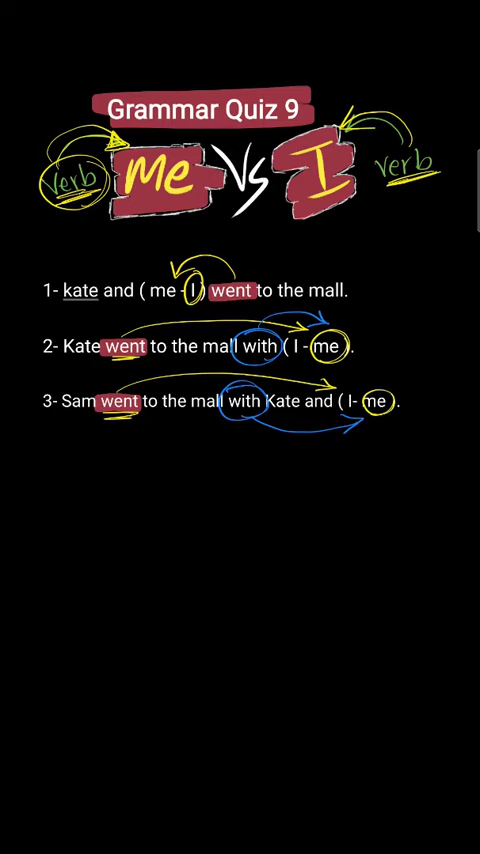 Grammar Quiz 9
verb me Vs I verb
1- kate and ( me - I ) went to the mall.
2- Kate went to the mall with ( I - me ).
3- Sam went to the mall with Kate and ( I- me ).